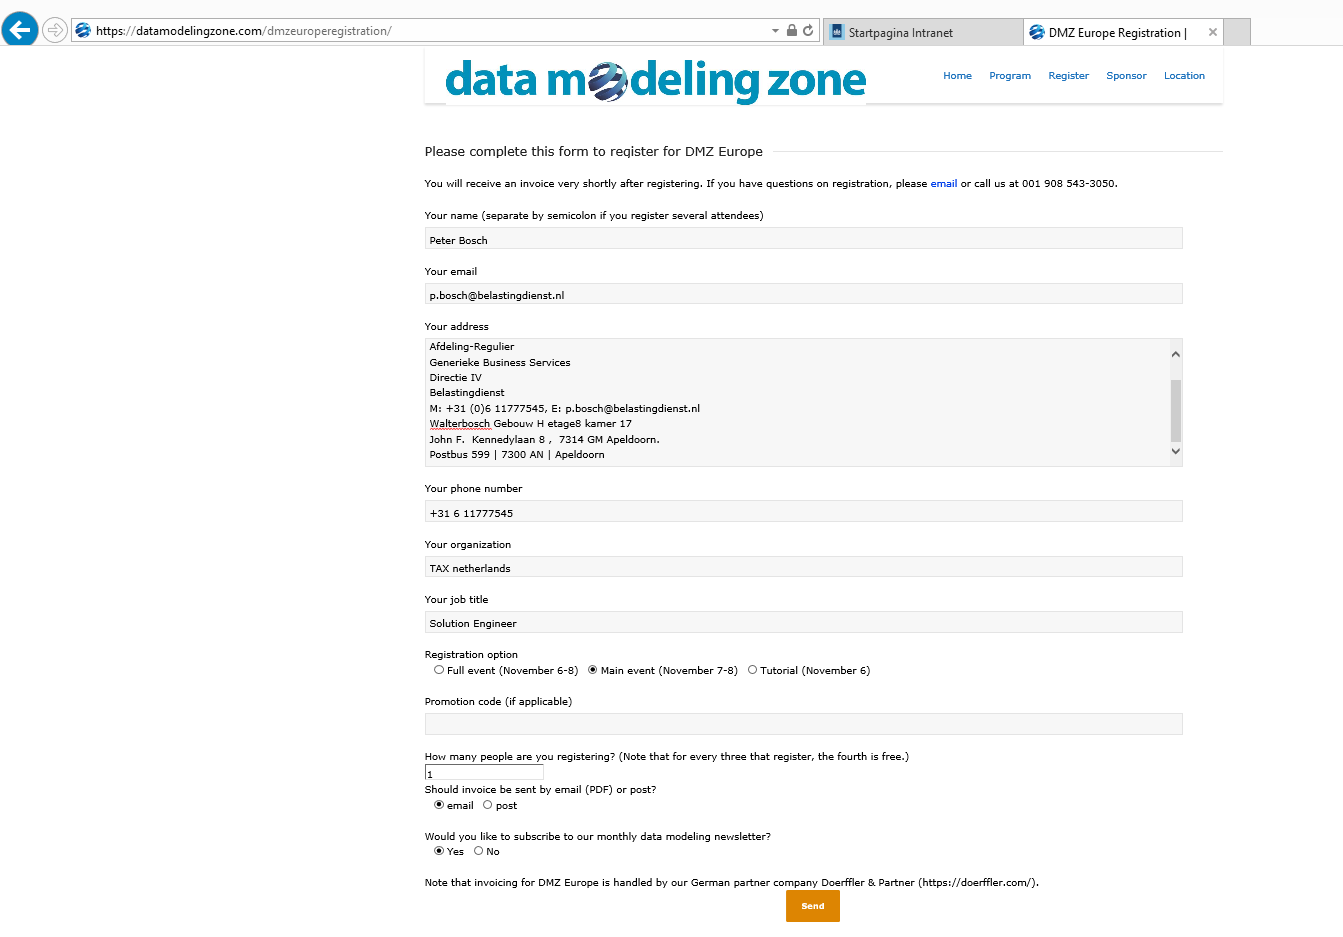 https://datamodelingzone.com/dmzeuroperegistration/
Startpagina Intranet
DMZ Europe Registration |
data modeling zone
Home Program Register Sponsor Location
Please complete this form to register for DMZ Europe
You will receive an invoice very shortly after registering. If you have questions on registration, please email or call us at 001 908 543-3050.
Your name (separate by semicolon if you register several attendees)
Peter Bosch
Your email
p.bosch@belastingdienst.nl
Your address
Afdeling-Regulier
Generieke Business Services
Directie IV
Belastingdienst
M: +31 (0)6 11777545, E: p.bosch@belastingdienst.nl
Walterbosch Gebouw H etage8 kamer 17
John F.  Kennedylaan 8 ,  7314 GM Apeldoorn.
Postbus 599 | 7300 AN | Apeldoorn
Your phone number
+31 6 11777545
Your organization
TAX netherlands
Your job title
Solution Engineer
Registration option
Full event (November 6-8) Main event (November 7-8) Tutorial (November 6)
Promotion code (if applicable)
How many people are you registering? (Note that for every three that register, the fourth is free.)
1
Should invoice be sent by email (PDF) or post?
email post
Would you like to subscribe to our monthly data modeling newsletter?
Yes No
Note that invoicing for DMZ Europe is handled by our German partner company Doerffler & Partner (https://doerffler.com/).
Send